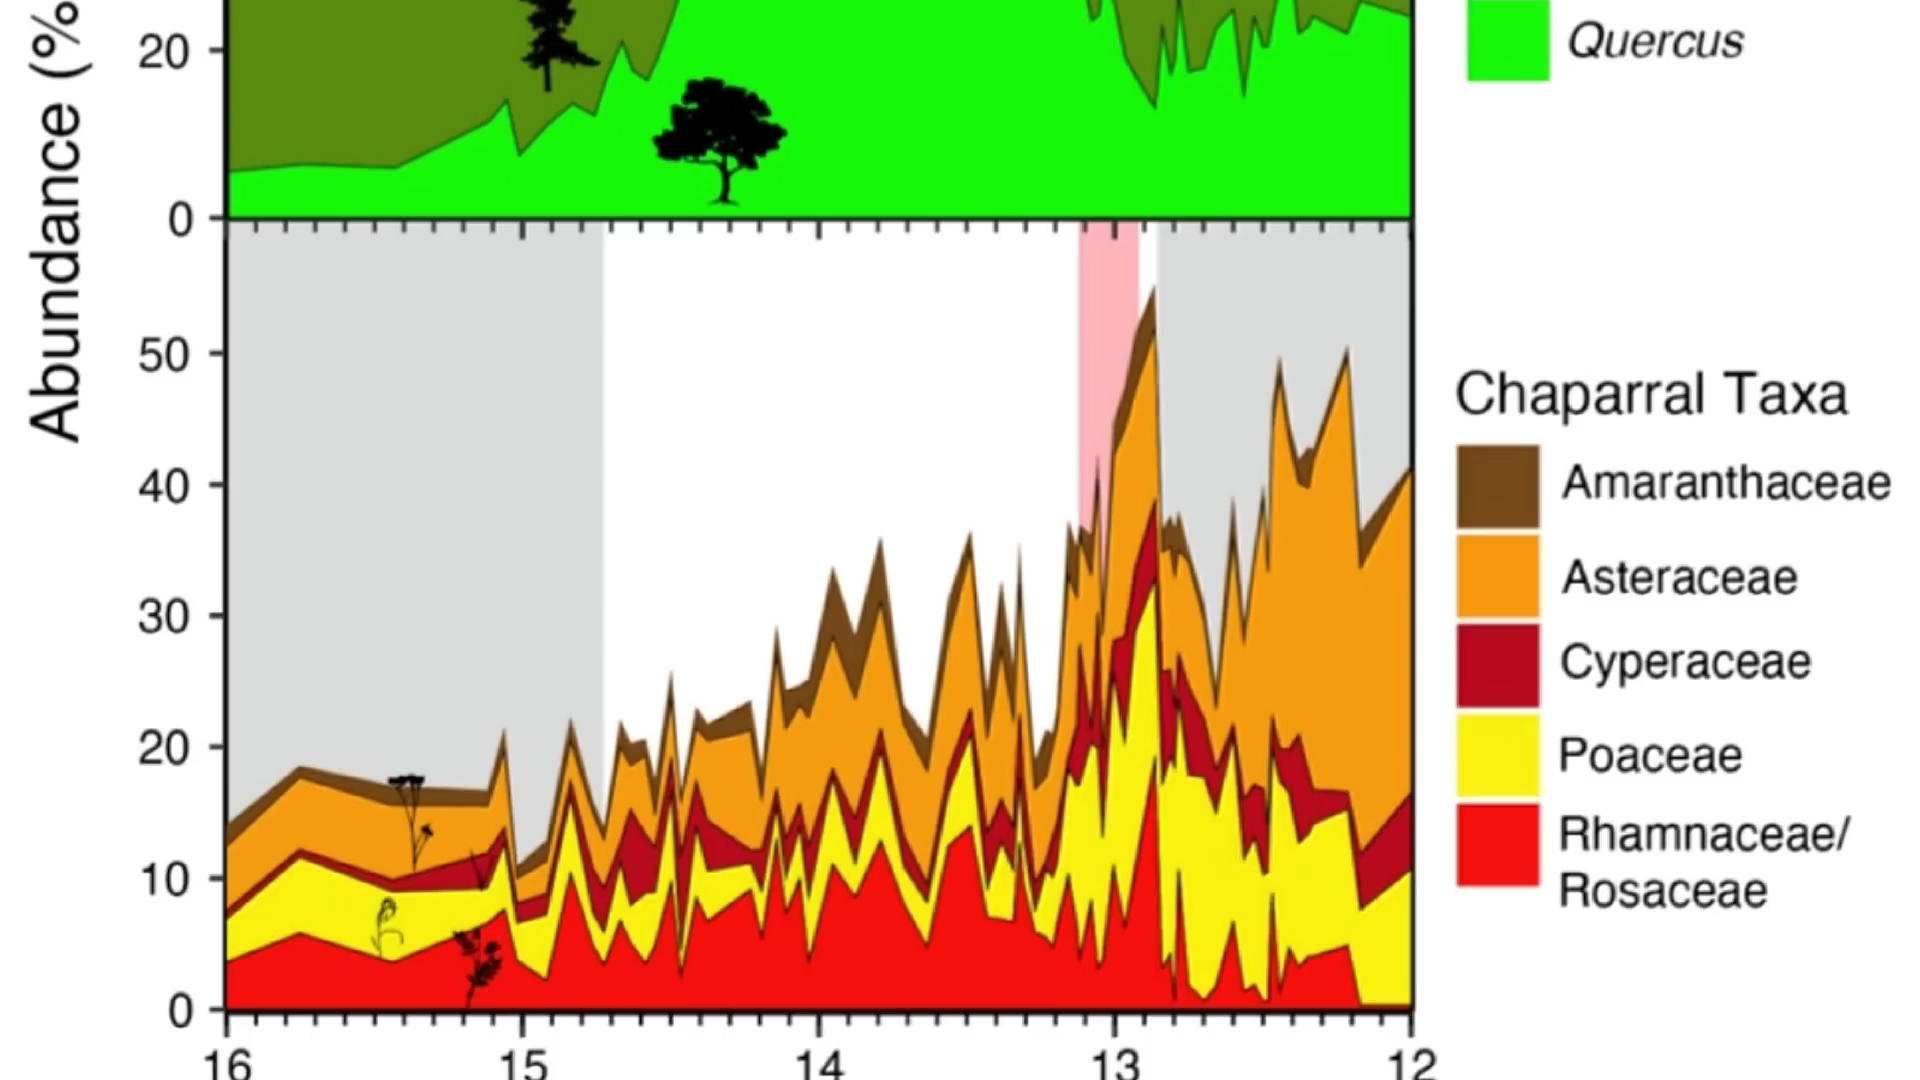 Abundance (%
20
0
50
40
30
20
10
0
16
15
14
13
12
Quercus
Chaparral Taxa
Amaranthaceae
Asteraceae
Cyperaceae
Poaceae
Rhamnaceae/
Rosaceae